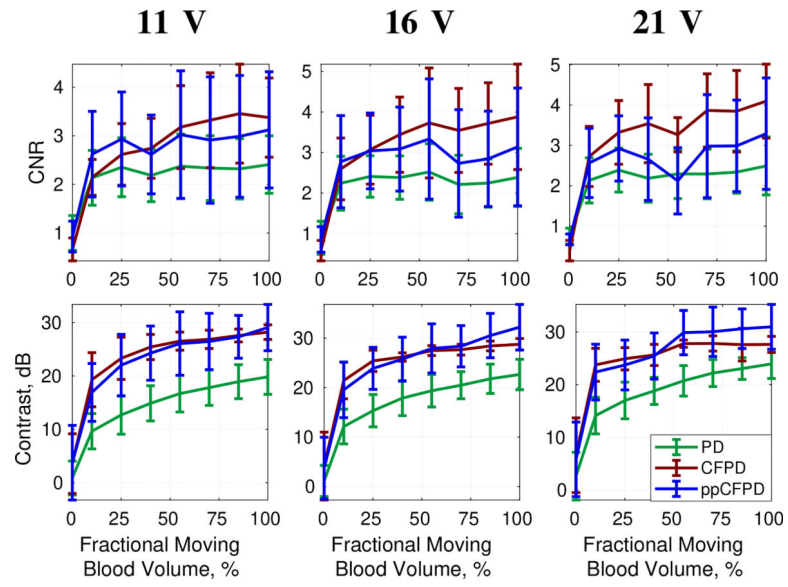 11 V 16 V 21 V
CNR
4
3
2
1
0 25 50 75 100
5
4
3
2
1
0 25 50 75 100
5
4
3
2
1
0 25 50 75 100
Contrast, dB
30
20
10
0
0 25 50 75 100
Fractional Moving
Blood Volume, %
30
20
10
0
0 25 50 75 100
Fractional Moving
Blood Volume, %
30
20
10
0
PD
CFPD
ppCFPD
0 25 50 75 100
Fractional Moving
Blood Volume, %